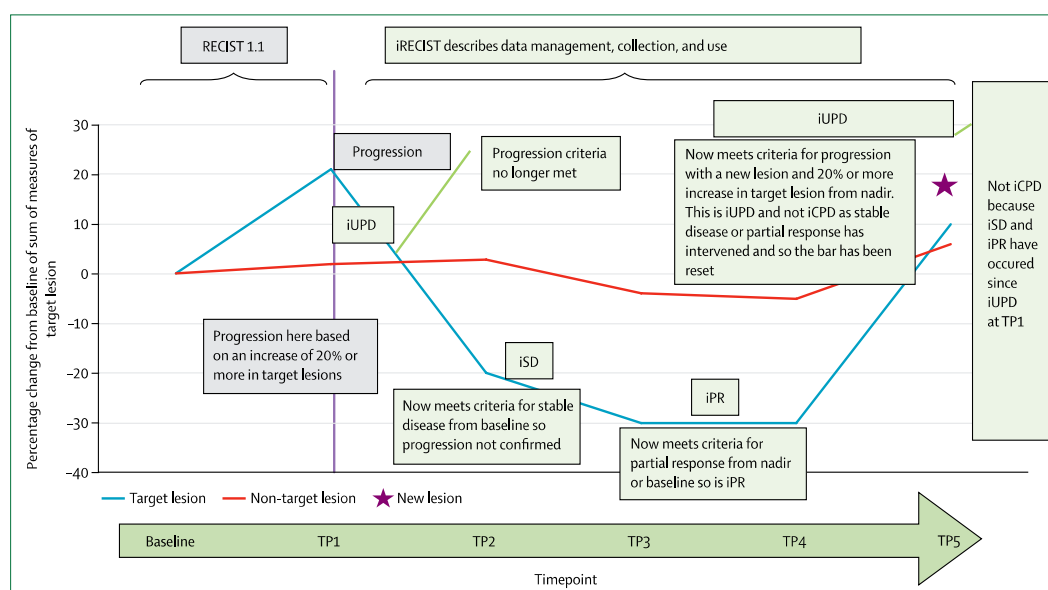 RECIST 1.1
iRECIST describes data management, collection, and use
Percentage change from baseline of sum of measures of
target lesion
30
20
10
0
−10
−20
−30
−40
Progression
iUPD
Progression criteria
no longer met
iUPD
Now meets criteria for progression
with a new lesion and 20% or more
increase in target lesion from nadir.
This is iUPD and not iCPD as stable
disease or partial response has
intervened and so the bar has been
reset
Not iCPD
because
iSD and
iPR have
occured
since
iUPD
at TP1
Progression here based
on an increase of 20% or
more in target lesions
iSD
Now meets criteria for stable
disease from baseline so
progression not confirmed
iPR
Now meets criteria for
partial response from nadir
or baseline so is iPR
Target lesion
Non-target lesion
New lesion
Baseline
TP1
TP2
TP3
TP4
TP5
Timepoint